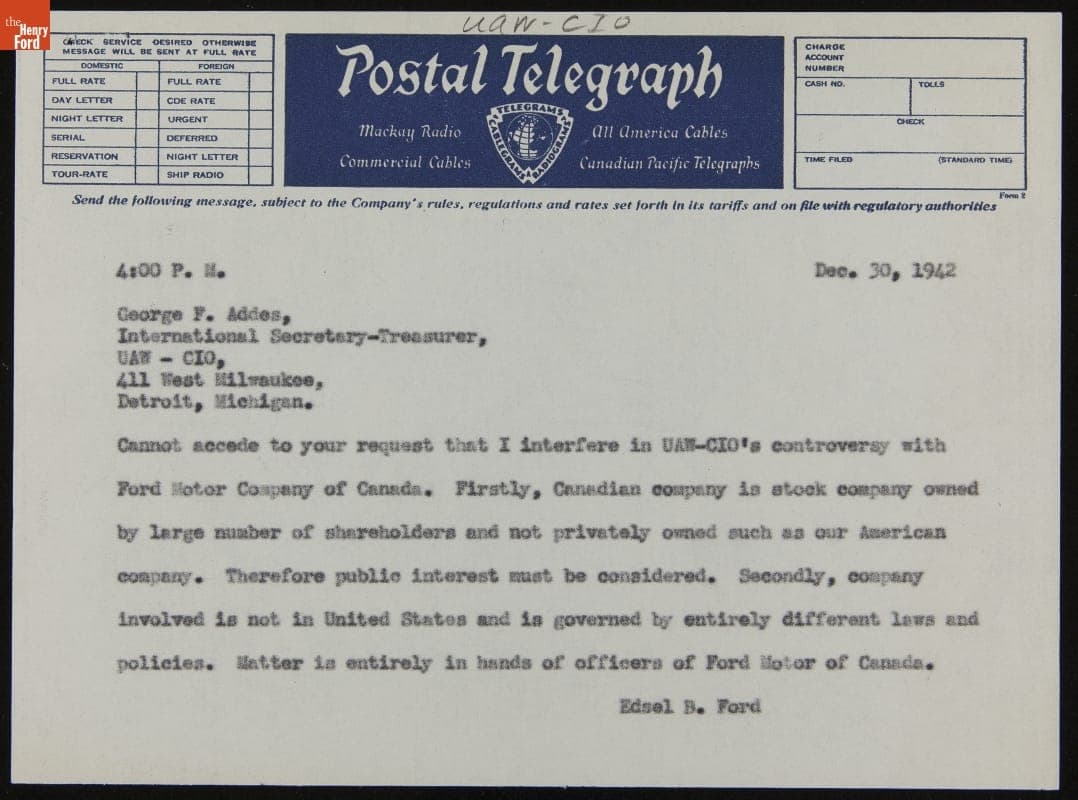 the
Henry
Ford
UAW-CIO
CHECK SERVICE DESIRED OTHERWISE
MESSAGE WILL BE SENT AT FULL RATE
DOMESTIC FOREIGN
FULL RATE FULL RATE
DAY LETTER CDE RATE
NIGHT LETTER URGENT
SERIAL DEFERRED
RESERVATION NIGHT LETTER
TOUR-RATE SHIP RADIO
Postal Telegraph
Mackay Radio All America Cables
Commercial Cables Canadian Pacific Telegraphs
TELEGRAMS
CABLEGRAMS RADIOGRAMS
CHARGE
ACCOUNT
NUMBER
CASH NO. TOLLS
CHECK
TIME FILED (STANDARD TIME)
Form 2
Send the following message, subject to the Company's rules, regulations and rates set forth in its tariffs and on file with regulatory authorities
4:00 P. M. Dec. 30, 1942
George F. Addes,
International Secretary-Treasurer,
UAW - CIO,
411 West Milwaukee,
Detroit, Michigan.
Cannot accede to your request that I interfere in UAW-CIO's controversy with
Ford Motor Company of Canada. Firstly, Canadian company is stock company owned
by large number of shareholders and not privately owned such as our American
company. Therefore public interest must be considered. Secondly, company
involved is not in United States and is governed by entirely different laws and
policies. Matter is entirely in hands of officers of Ford Motor of Canada.
Edsel B. Ford